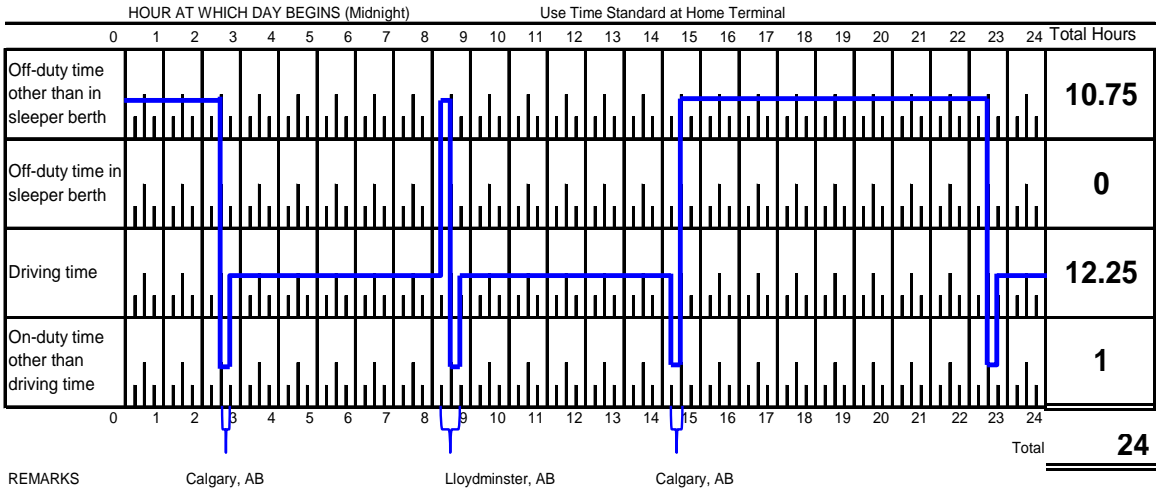 HOUR AT WHICH DAY BEGINS (Midnight) Use Time Standard at Home Terminal
0 1 2 3 4 5 6 7 8 9 10 11 12 13 14 15 16 17 18 19 20 21 22 23 24 Total Hours
Off-duty time
other than in
sleeper berth
10.75
Off-duty time in
sleeper berth
0
Driving time
12.25
On-duty time
other than
driving time
1
0 1 2 3 4 5 6 7 8 9 10 11 12 13 14 15 16 17 18 19 20 21 22 23 24
Total 24
REMARKS Calgary, AB Lloydminster, AB Calgary, AB